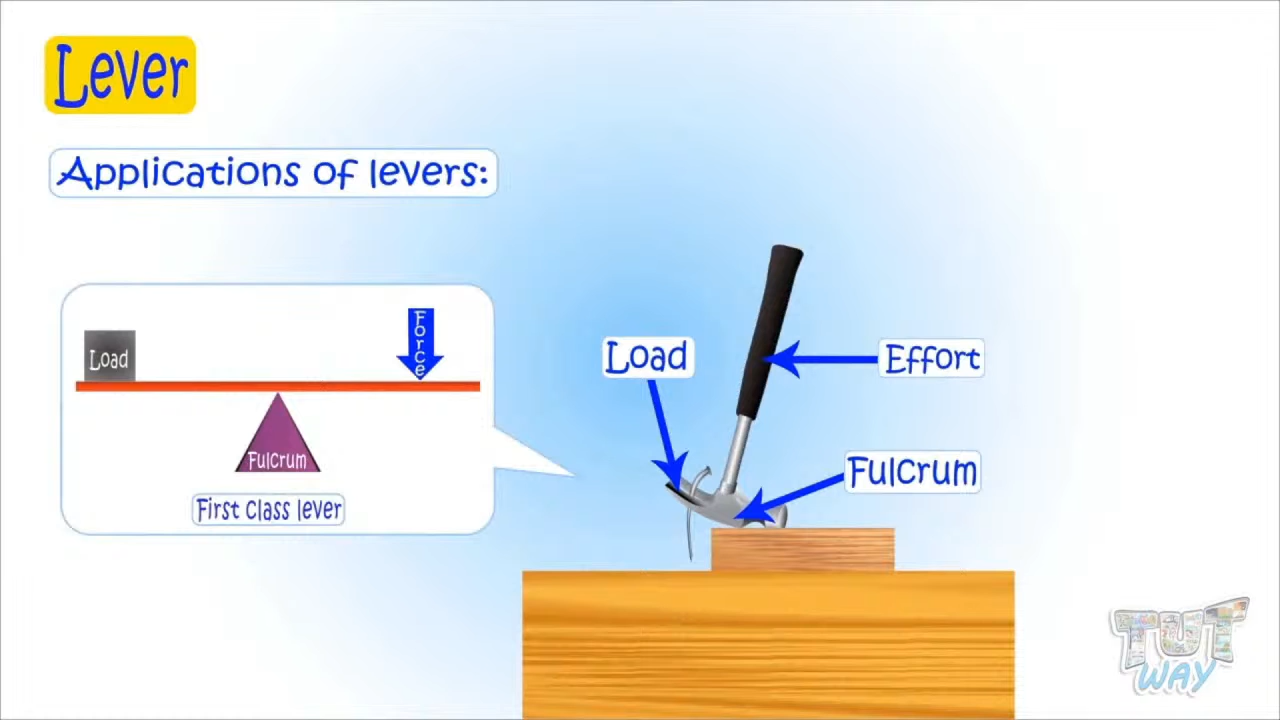 Lever
Applications of levers:
Load
Force
Fulcrum
First class lever
Load
Effort
Fulcrum
TUT
WAY